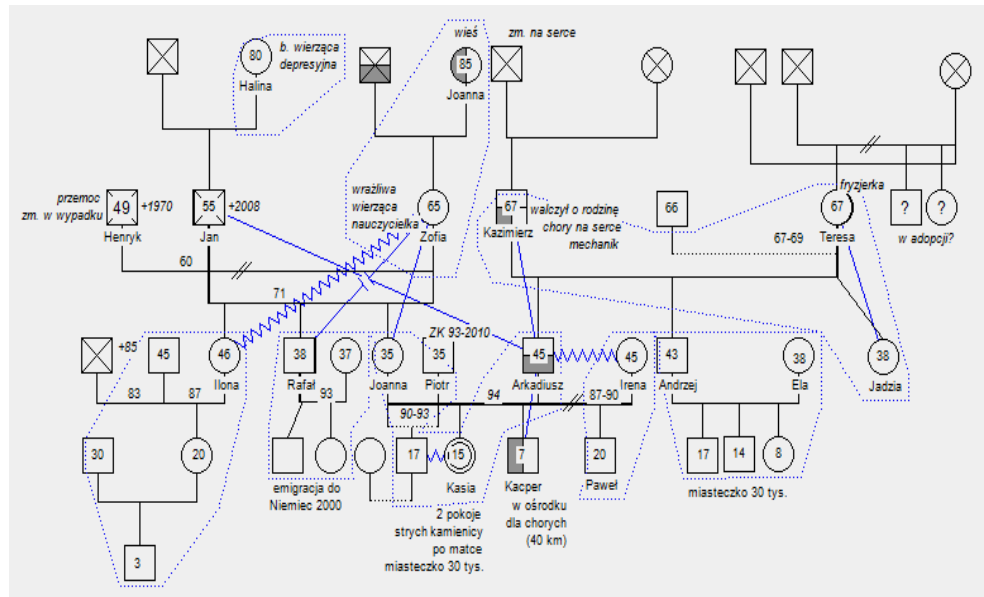 b. wierząca
depresyjna
80
Halina
wieś
85
Joanna
zm. na serce
przemoc
zm. w wypadku
49
+1970
Henryk
55
+2008
Jan
wrażliwa
wierząca
nauczycielka
65
Zofia
67
Kazimierz
walczył o rodzinę
chory na serce
mechanik
66
fryzjerka
67
Teresa
67-69
?
?
w adopcji?
60
71
+85
45
46
Ilona
83
87
38
Rafał
37
93
35
Joanna
ZK 93-2010
35
Piotr
45
Arkadiusz
45
Irena
94
87-90
90-93
43
Andrzej
38
Ela
38
Jadzia
30
20
17
15
Kasia
7
Kacper
20
Paweł
17
14
8
emigracja do
Niemiec 2000
w ośrodku
dla chorych
(40 km)
miasteczko 30 tys.
2 pokoje
strych kamienicy
po matce
miasteczko 30 tys.
3